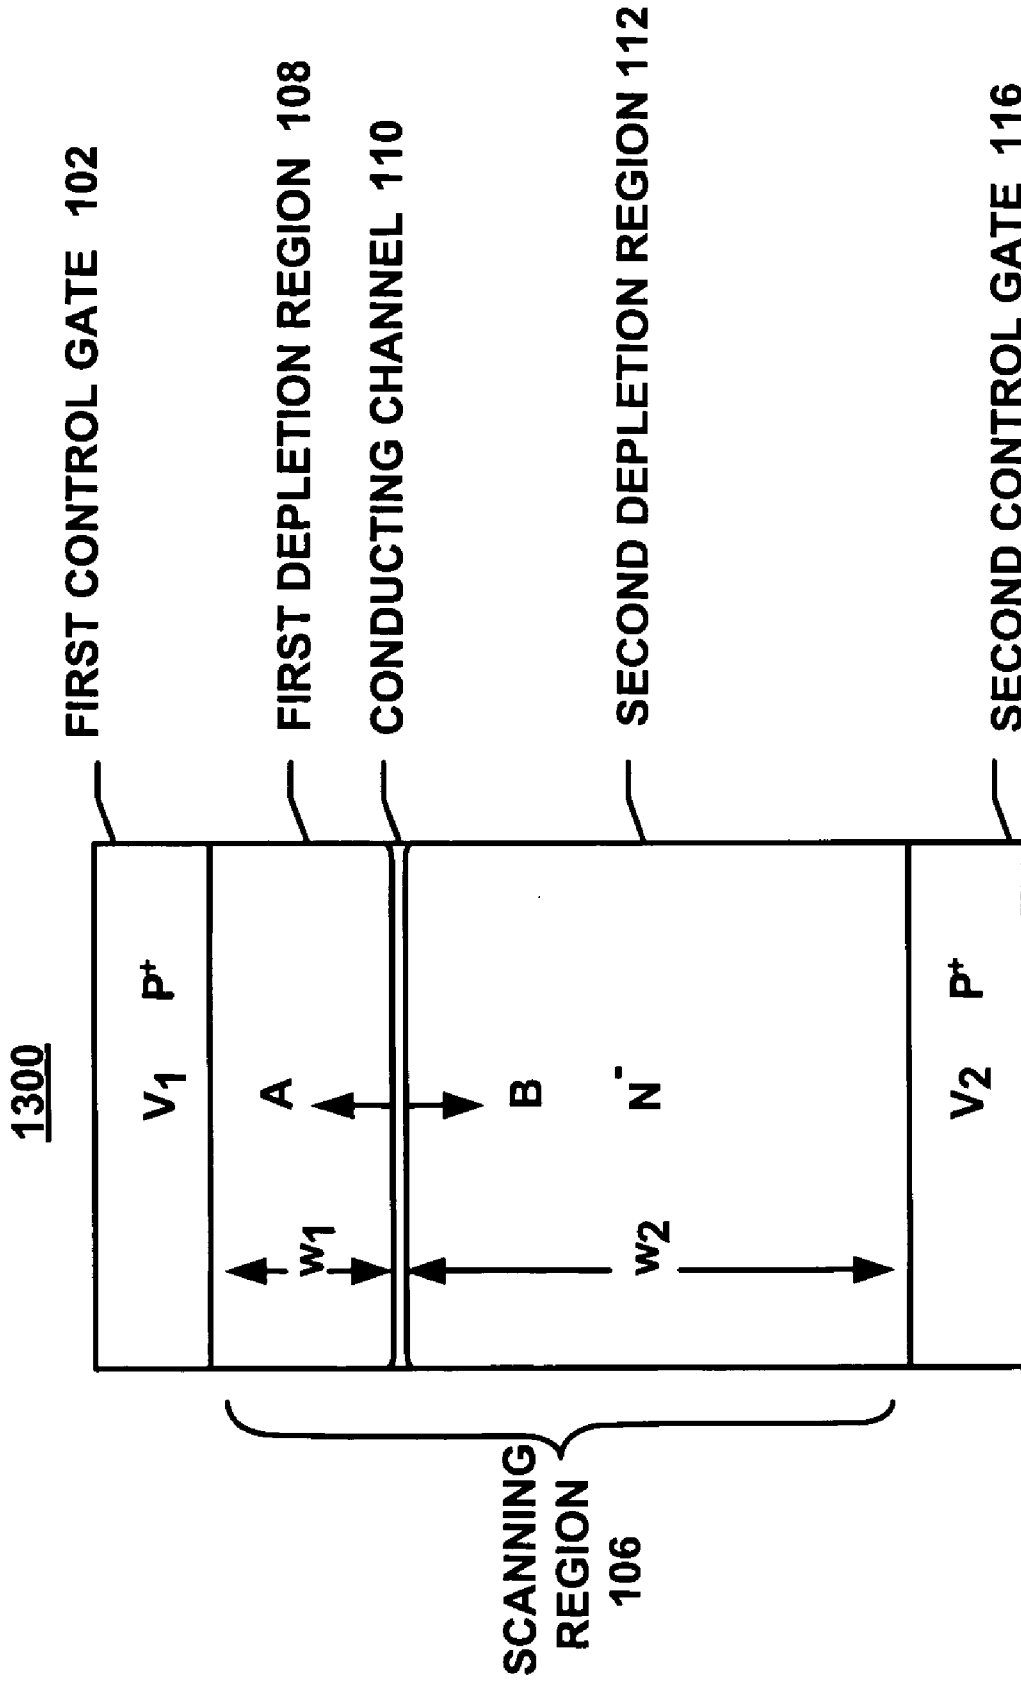 1300
FIRST CONTROL GATE 102
V1 P+
FIRST DEPLETION REGION 108
A
W1
CONDUCTING CHANNEL 110
SCANNING
REGION
106
B
W2
N-
SECOND DEPLETION REGION 112
V2 P+
SECOND CONTROL GATE 116